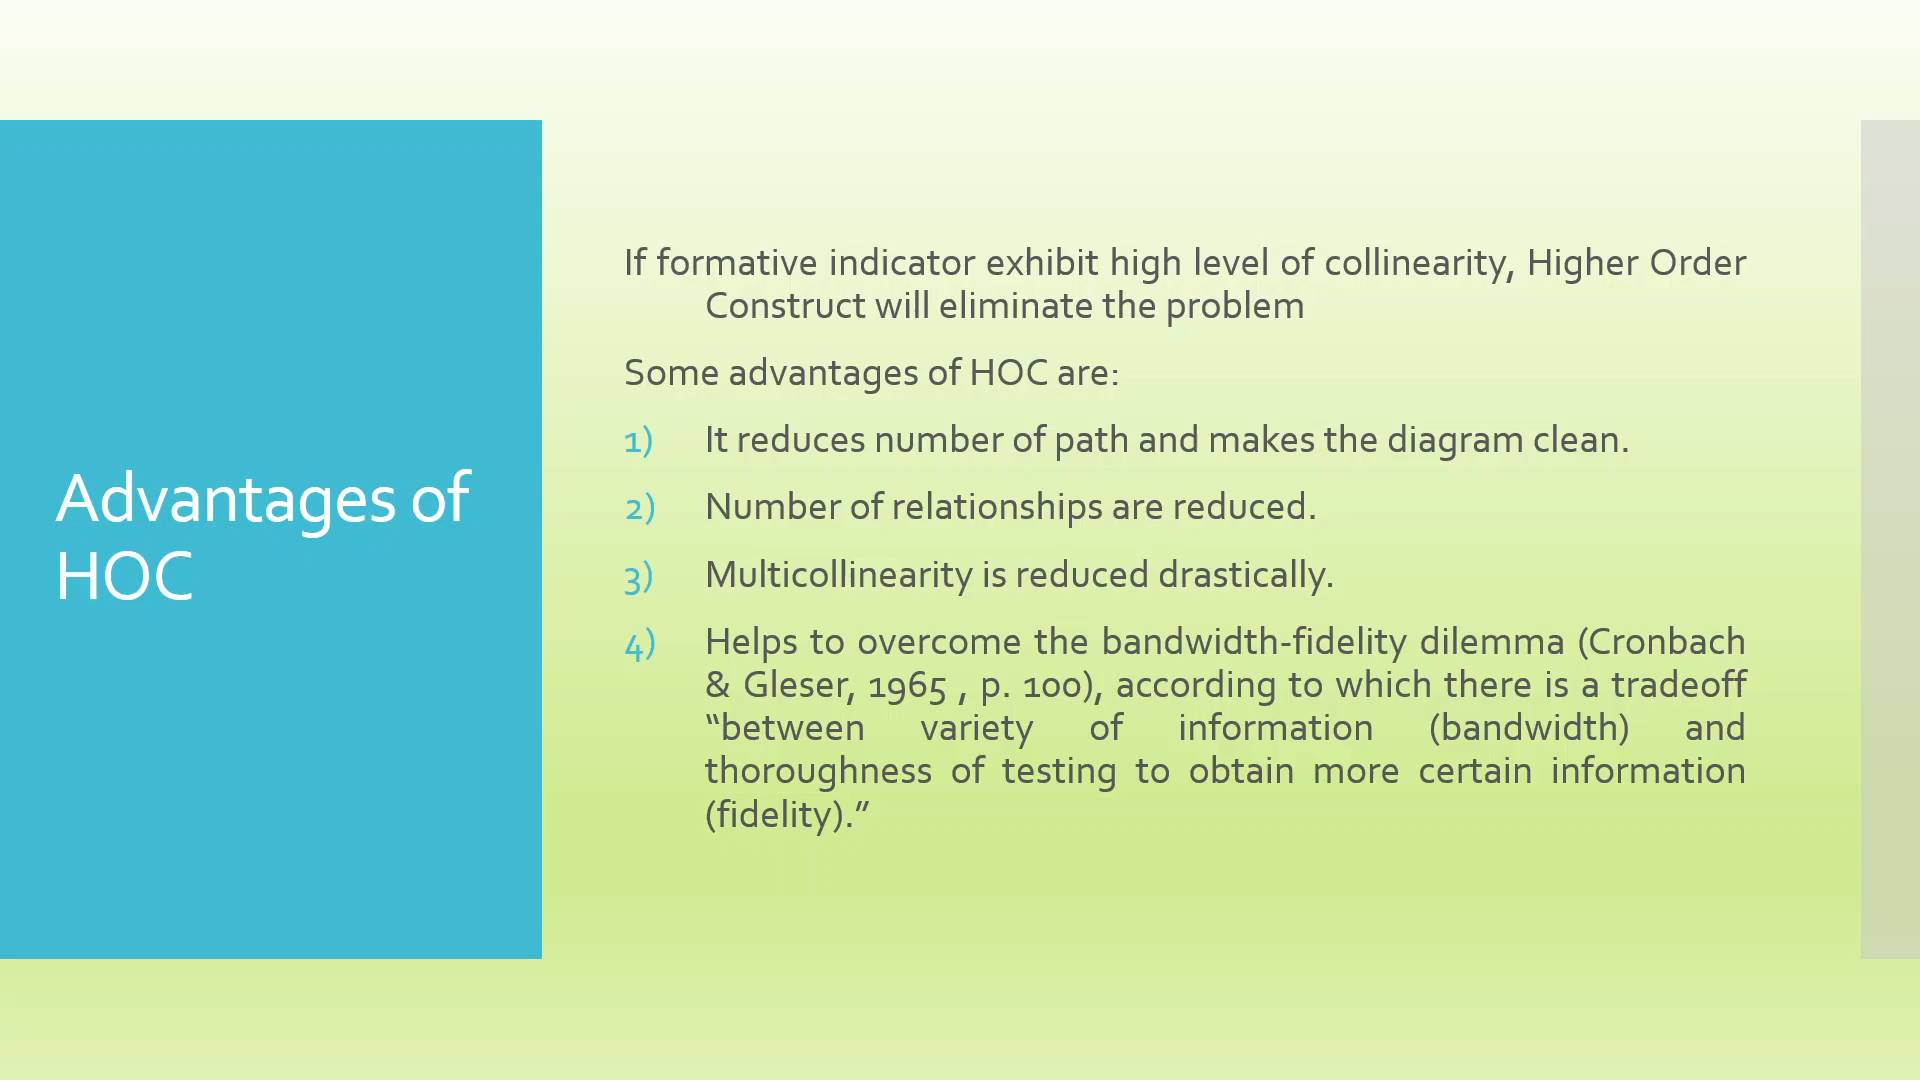 Advantages of
HOC
If formative indicator exhibit high level of collinearity, Higher Order
Construct will eliminate the problem
Some advantages of HOC are:
1) It reduces number of path and makes the diagram clean.
2) Number of relationships are reduced.
3) Multicollinearity is reduced drastically.
4) Helps to overcome the bandwidth-fidelity dilemma (Cronbach
& Gleser, 1965 , p. 100), according to which there is a tradeoff
“between variety of information (bandwidth) and
thoroughness of testing to obtain more certain information
(fidelity).”